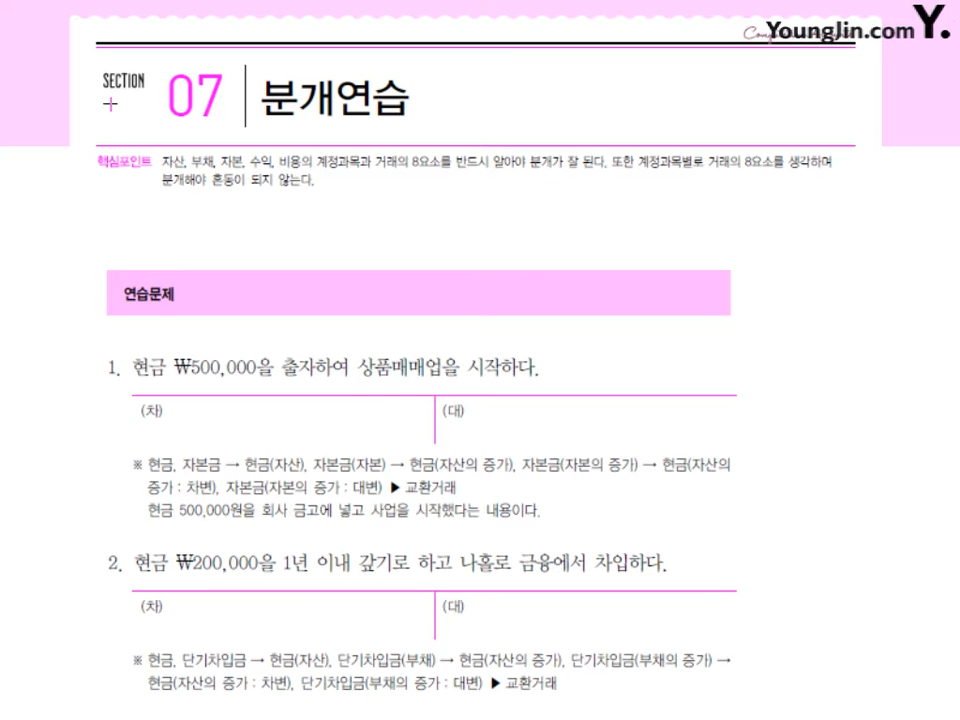 Younglin.com Y.
SECTION
07 분개연습
핵심포인트 자산, 부채, 자본, 수익, 비용의 계정과목과 거래의 8요소를 반드시 알아야 분개가 잘 된다. 또한 계정과목별로 거래의 8요소를 생각하며
분개해야 혼동이 되지 않는다.
연습문제
1. 현금 ₩500,000을 출자하여 상품매매업을 시작하다.
(차) (대)
※ 현금, 자본금 → 현금(자산), 자본금(자본) → 현금(자산의 증가), 자본금(자본의 증가) → 현금(자산의
증가 : 차변), 자본금(자본의 증가 : 대변) ▶ 교환거래
현금 500,000원을 회사 금고에 넣고 사업을 시작했다는 내용이다.
2. 현금 ₩200,000을 1년 이내 갚기로 하고 나홀로 금융에서 차입하다.
(차) (대)
※ 현금, 단기차입금 → 현금(자산), 단기차입금(부채) → 현금(자산의 증가), 단기차입금(부채의 증가) →
현금(자산의 증가 : 차변), 단기차입금(부채의 증가 : 대변) ▶ 교환거래